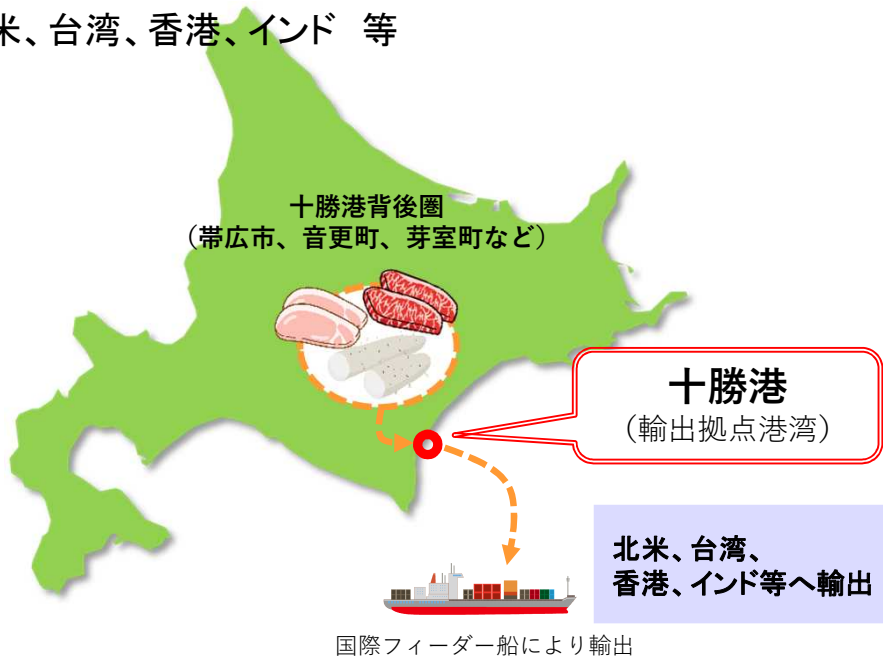 米、台湾、香港、インド 等
十勝港背後圏
（帯広市、音更町、芽室町など）
十勝港
（輸出拠点港湾）
北米、台湾、
香港、インド等へ輸出
国際フィーダー船により輸出